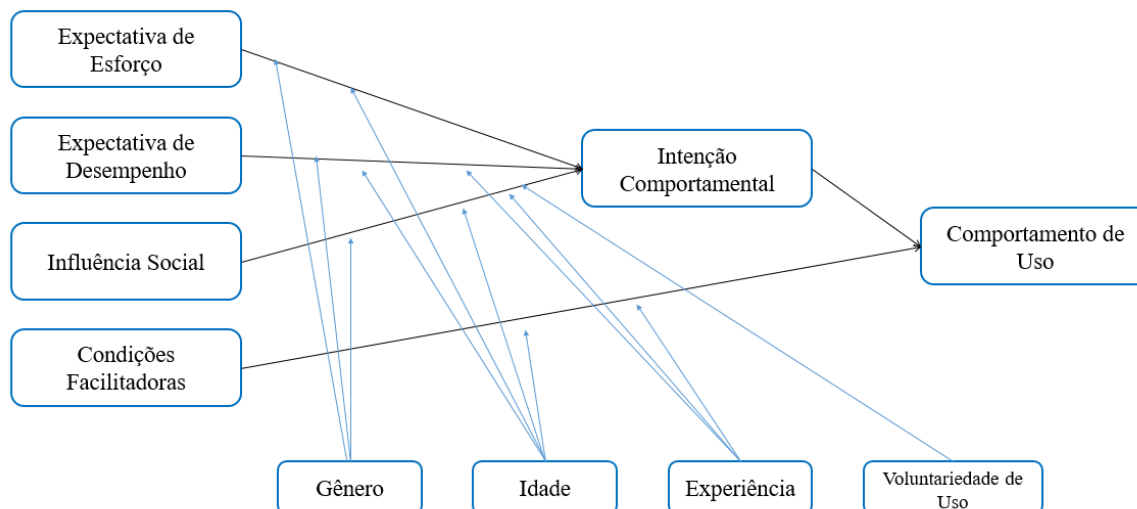 Expectativa de
Esforço
Expectativa de
Desempenho
Influência Social
Condições
Facilitadoras
Intenção
Comportamental
Comportamento de
Uso
Gênero
Idade
Experiência
Voluntariedade de
Uso